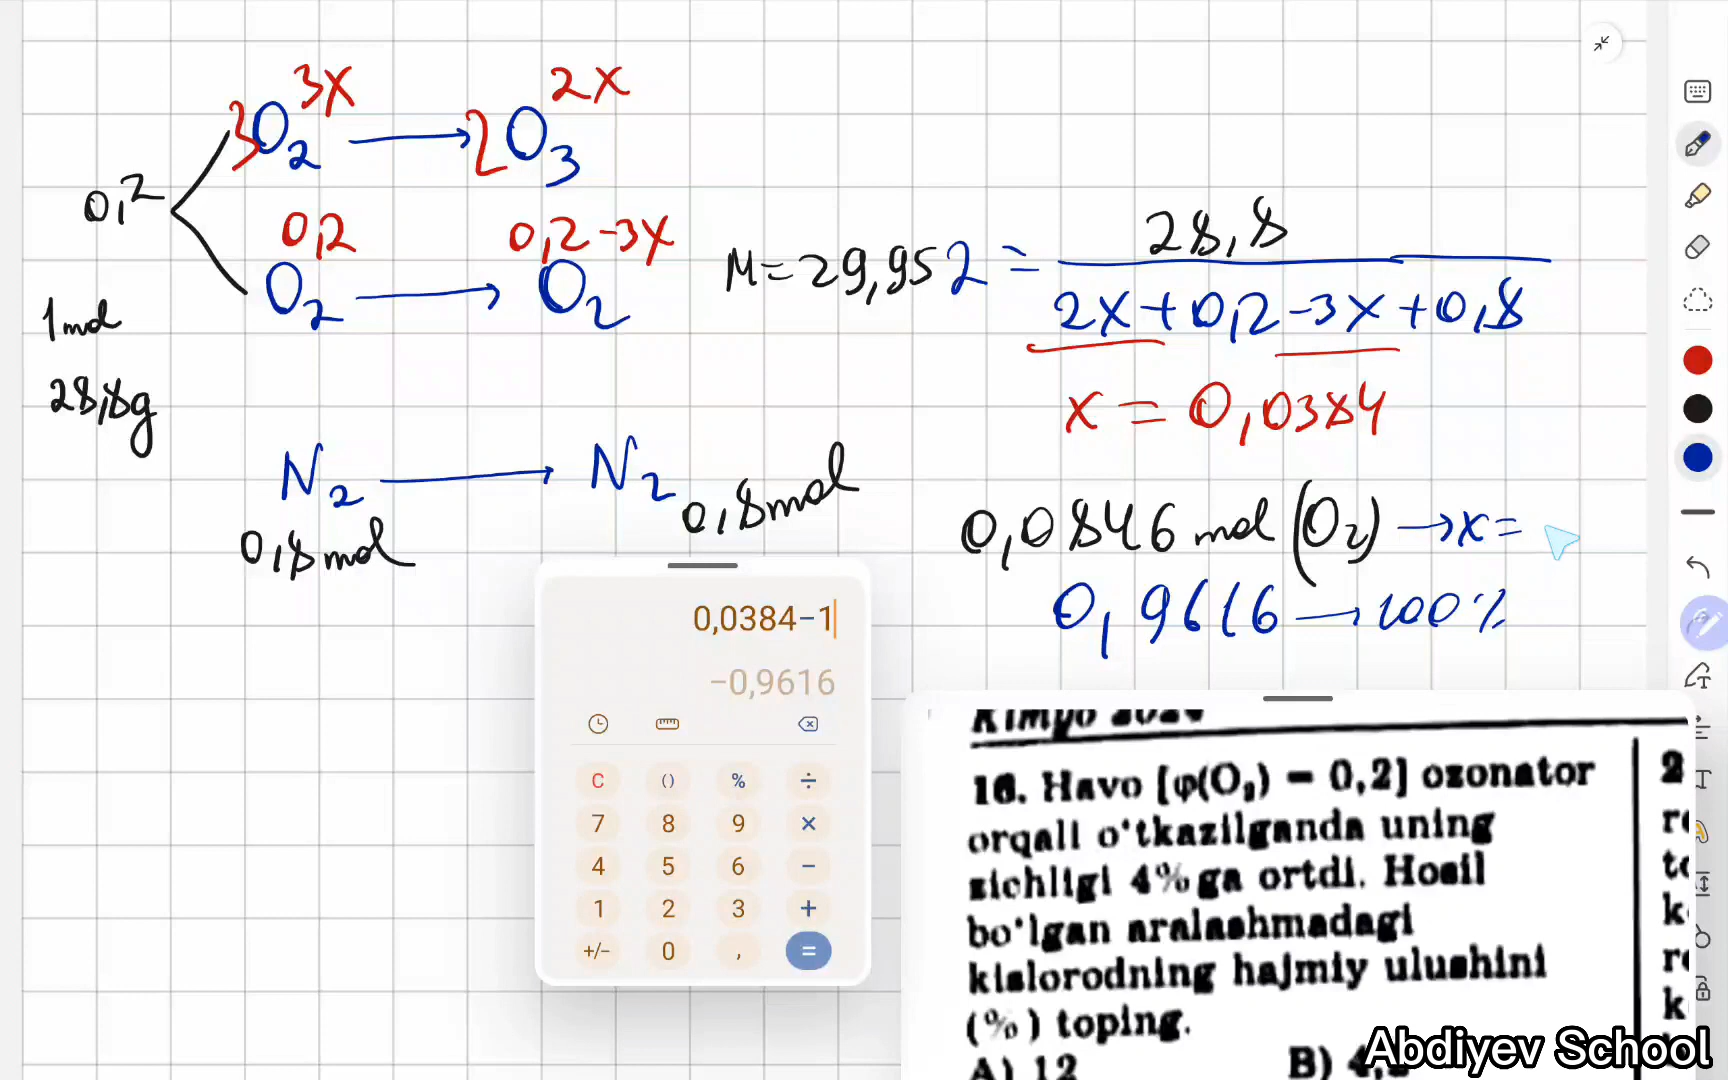 3O2 3x → 2O3 2x
0,2
O2 0,2 → O2 0,2-3x
1 mol
28,8g
N2 → N2
0,8 mol 0,8 mol
M=29,952 = 28,8
2x+0,2-3x+0,8
x = 0,0384
0,0846 mol (O2) → x =
0,9616 → 100%
0,0384−1
−0,9616
C () % ÷
7 8 9 ×
4 5 6 −
1 2 3 +
+/− 0 , =
16. Havo [φ(O₂) = 0,2] ozonator
orqali o‘tkazilganda uning
zichligi 4% ga ortdi. Hosil
bo‘lgan aralashmadagi
kislorodning hajmiy ulushini
(%) toping.
A) 12 B) 4,
Abdiyev School